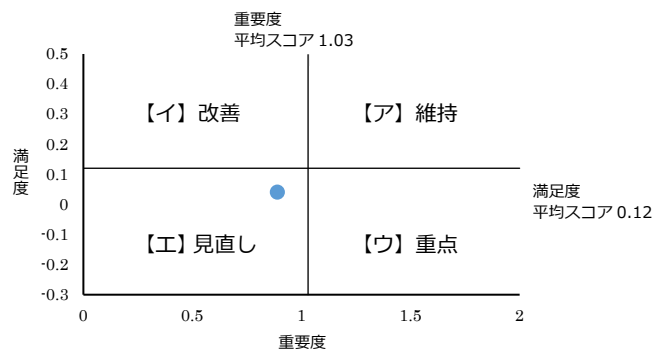 重要度
平均スコア 1.03
0.5
0.4
0.3
0.2
0.1
0
-0.1
-0.2
-0.3
満足度
【イ】改善
【ア】維持
【エ】見直し
【ウ】重点
満足度
平均スコア 0.12
0
0.5
1
1.5
2
重要度